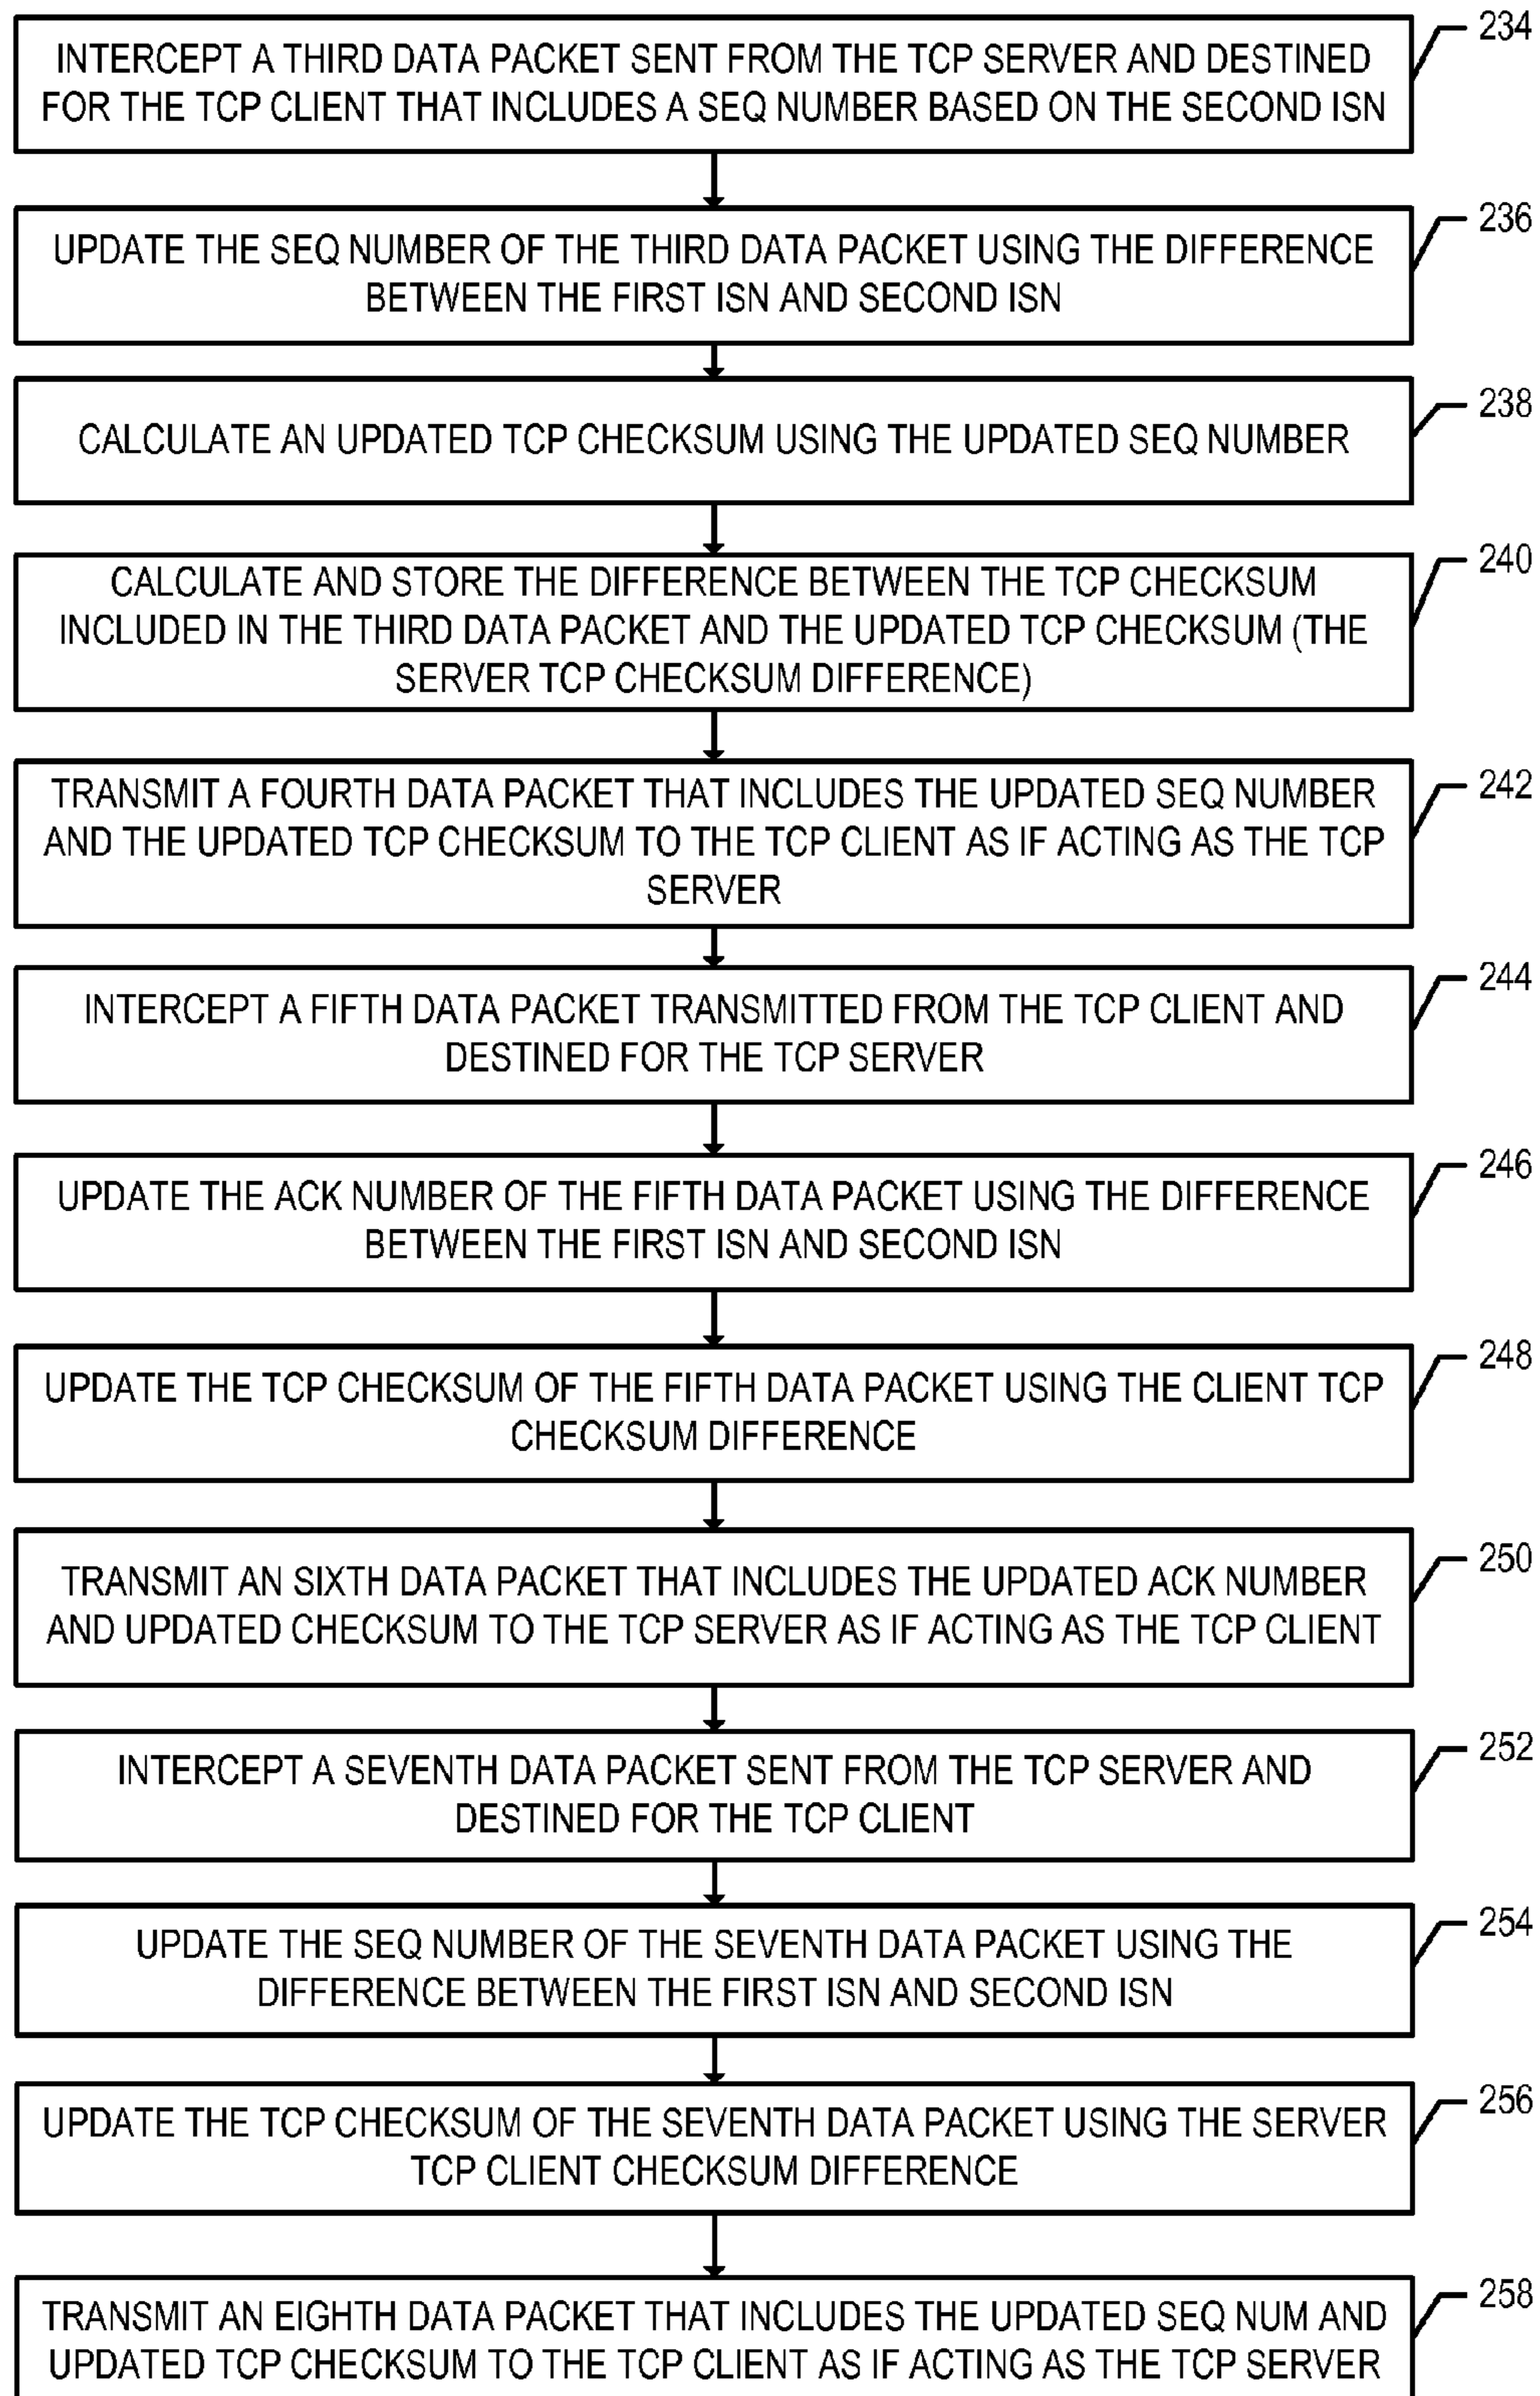 234
INTERCEPT A THIRD DATA PACKET SENT FROM THE TCP SERVER AND DESTINED
FOR THE TCP CLIENT THAT INCLUDES A SEQ NUMBER BASED ON THE SECOND ISN
236
UPDATE THE SEQ NUMBER OF THE THIRD DATA PACKET USING THE DIFFERENCE
BETWEEN THE FIRST ISN AND SECOND ISN
238
CALCULATE AN UPDATED TCP CHECKSUM USING THE UPDATED SEQ NUMBER
240
CALCULATE AND STORE THE DIFFERENCE BETWEEN THE TCP CHECKSUM
INCLUDED IN THE THIRD DATA PACKET AND THE UPDATED TCP CHECKSUM (THE
SERVER TCP CHECKSUM DIFFERENCE)
242
TRANSMIT A FOURTH DATA PACKET THAT INCLUDES THE UPDATED SEQ NUMBER
AND THE UPDATED TCP CHECKSUM TO THE TCP CLIENT AS IF ACTING AS THE TCP
SERVER
244
INTERCEPT A FIFTH DATA PACKET TRANSMITTED FROM THE TCP CLIENT AND
DESTINED FOR THE TCP SERVER
246
UPDATE THE ACK NUMBER OF THE FIFTH DATA PACKET USING THE DIFFERENCE
BETWEEN THE FIRST ISN AND SECOND ISN
248
UPDATE THE TCP CHECKSUM OF THE FIFTH DATA PACKET USING THE CLIENT TCP
CHECKSUM DIFFERENCE
250
TRANSMIT AN SIXTH DATA PACKET THAT INCLUDES THE UPDATED ACK NUMBER
AND UPDATED CHECKSUM TO THE TCP SERVER AS IF ACTING AS THE TCP CLIENT
252
INTERCEPT A SEVENTH DATA PACKET SENT FROM THE TCP SERVER AND
DESTINED FOR THE TCP CLIENT
254
UPDATE THE SEQ NUMBER OF THE SEVENTH DATA PACKET USING THE
DIFFERENCE BETWEEN THE FIRST ISN AND SECOND ISN
256
UPDATE THE TCP CHECKSUM OF THE SEVENTH DATA PACKET USING THE SERVER
TCP CLIENT CHECKSUM DIFFERENCE
258
TRANSMIT AN EIGHTH DATA PACKET THAT INCLUDES THE UPDATED SEQ NUM AND
UPDATED TCP CHECKSUM TO THE TCP CLIENT AS IF ACTING AS THE TCP SERVER